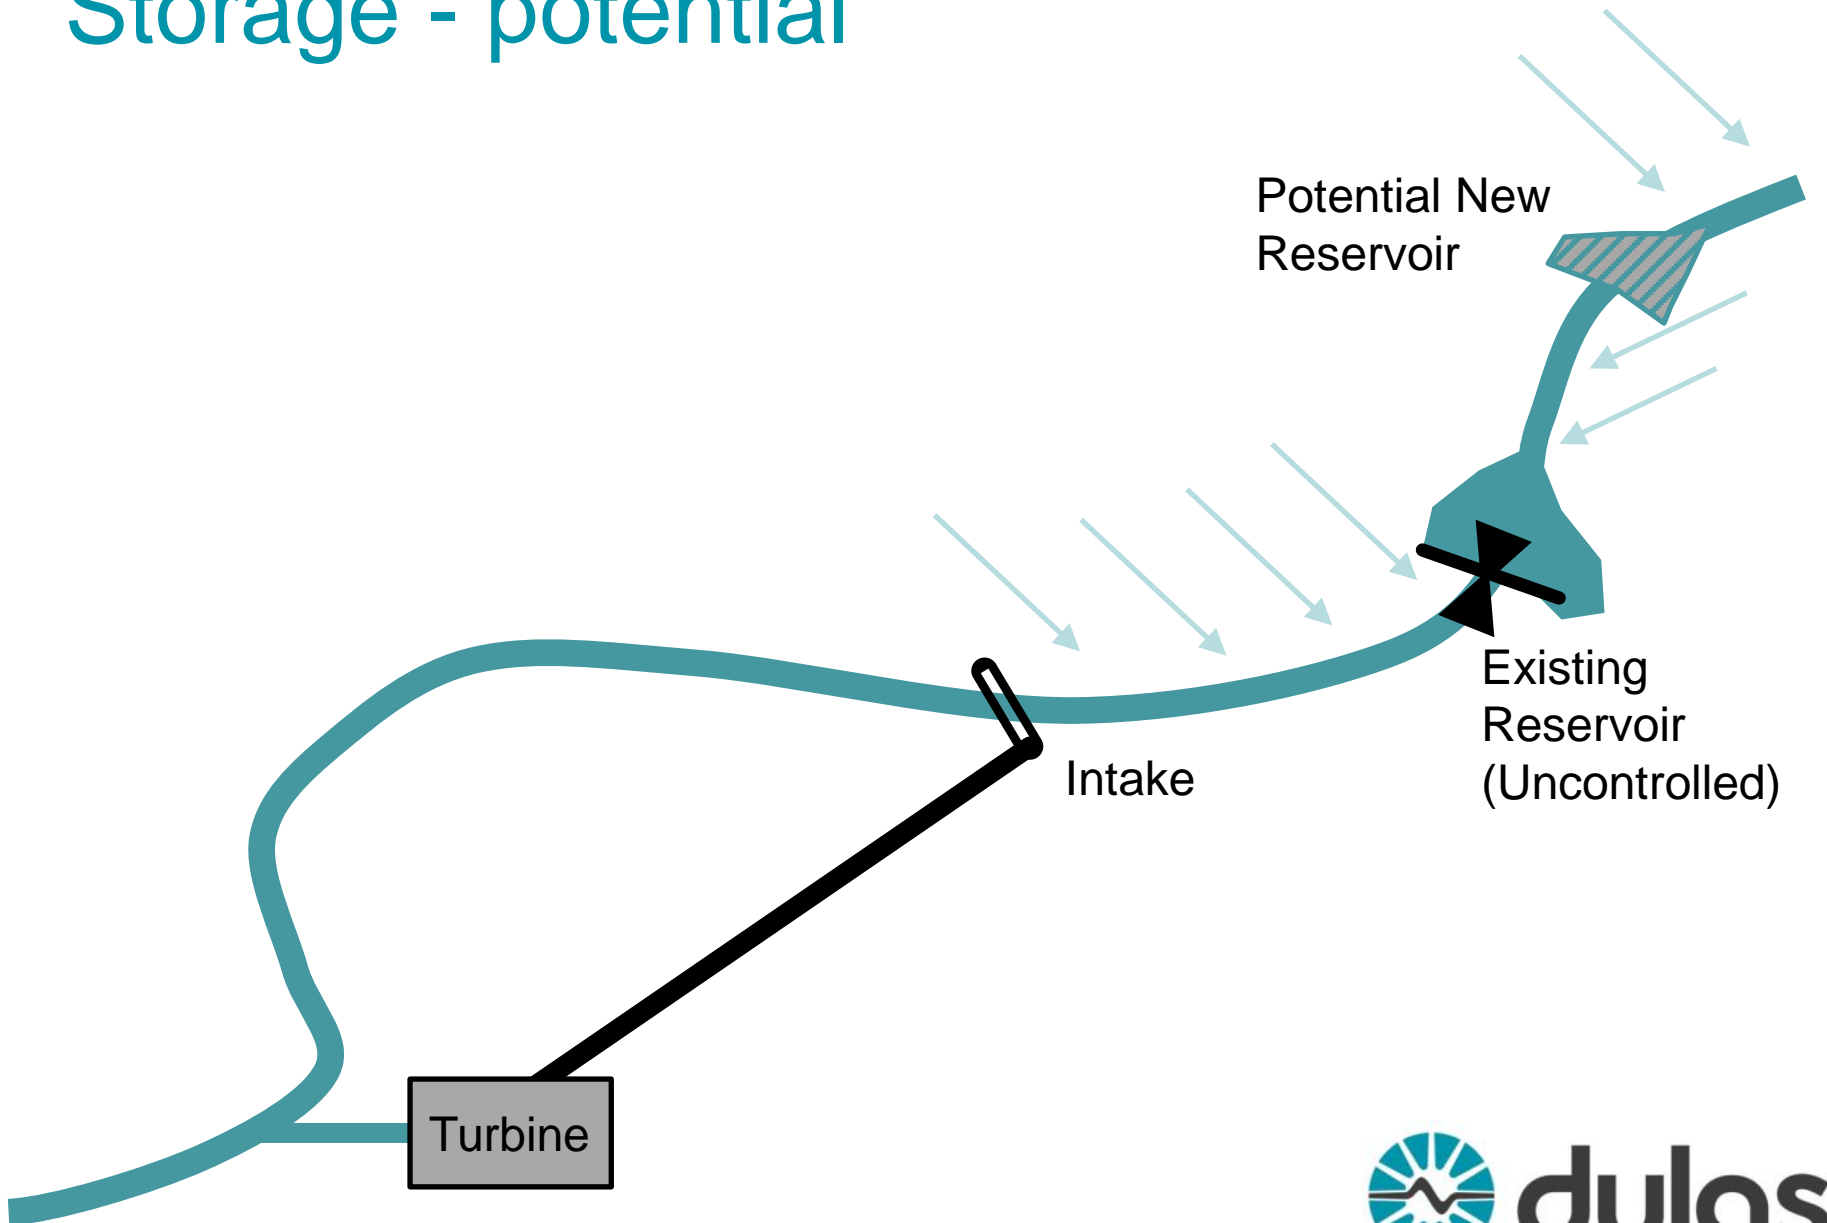 Storage - potential
Potential New
Reservoir
Existing
Reservoir
(Uncontrolled)
Intake
Turbine
dulas